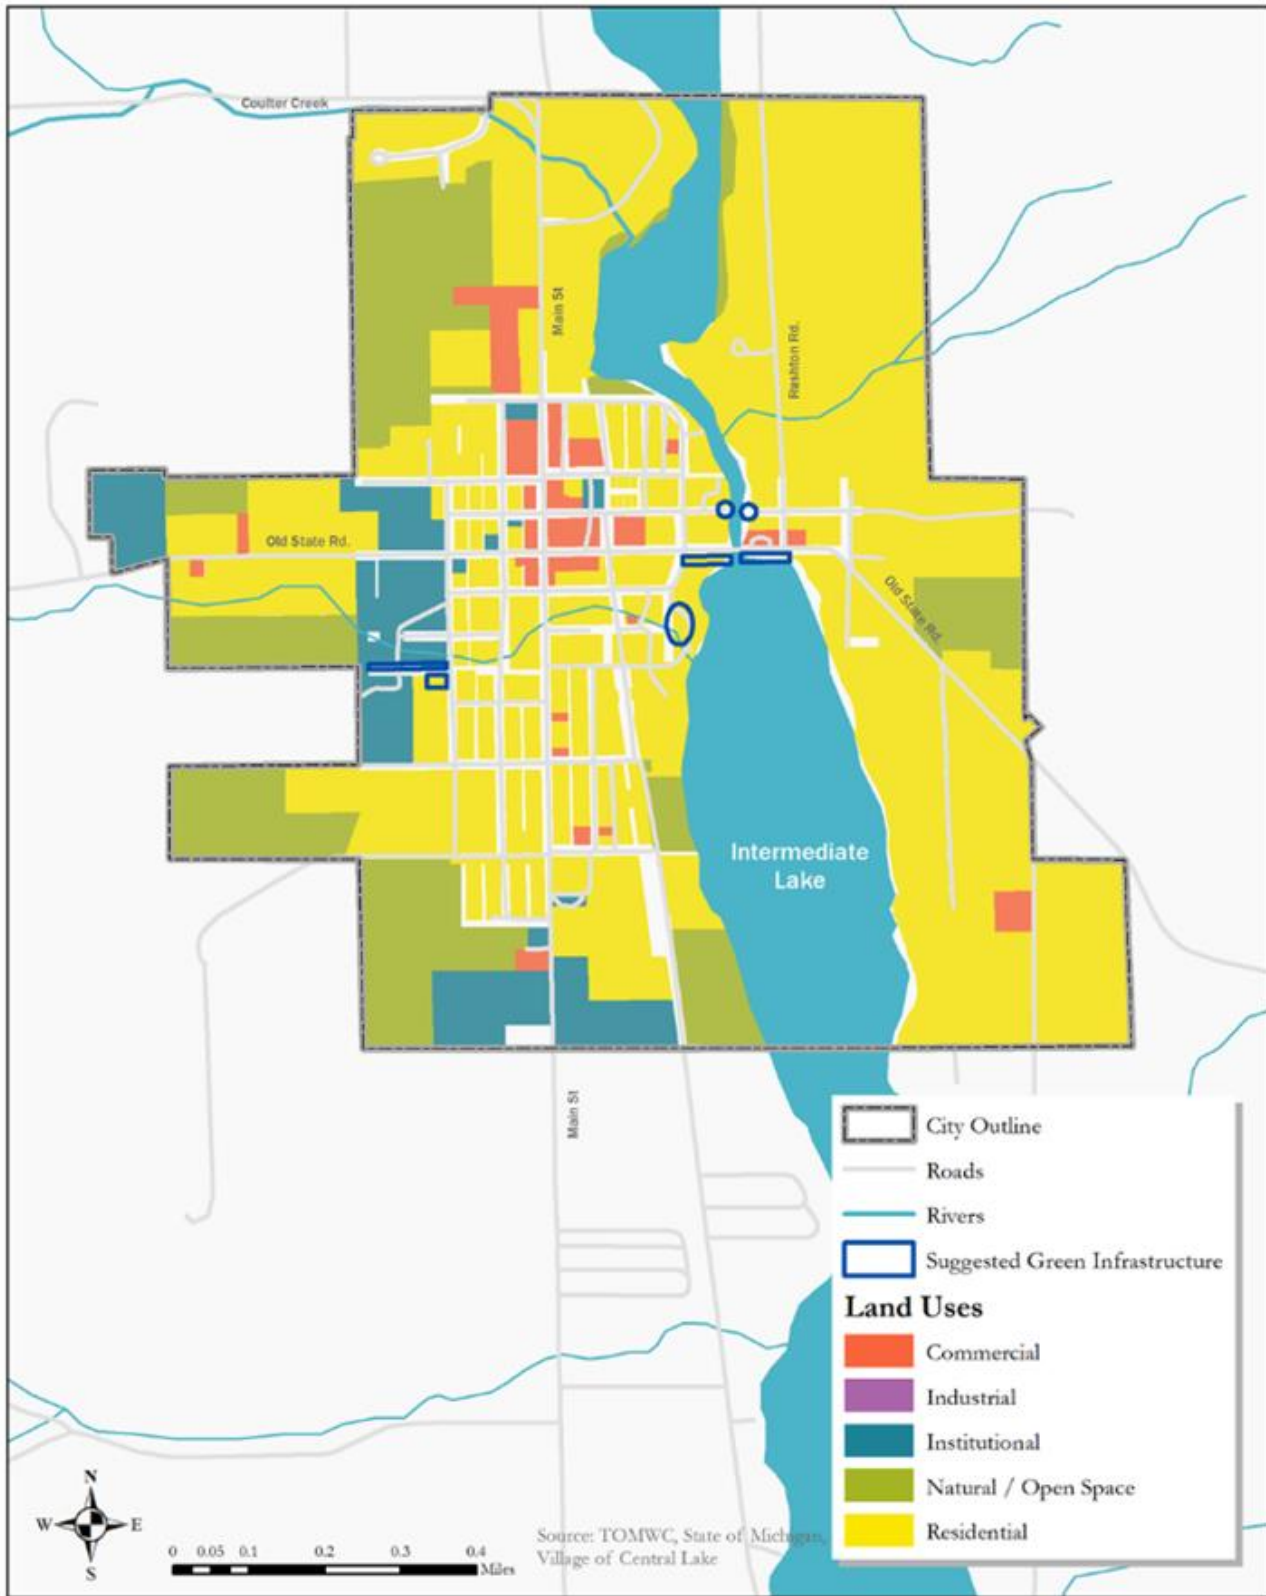 Coulter Creek
Main St
Rushton Rd.
Old State Rd.
Old State Rd.
Intermediate
Lake
Main St
City Outline
Roads
Rivers
Suggested Green Infrastructure
Land Uses
Commercial
Industrial
Institutional
Natural / Open Space
Residential
N
W
E
S
0 0.05 0.1 0.2 0.3 0.4
Miles
Source: TOMWC, State of Michigan,
Village of Central Lake